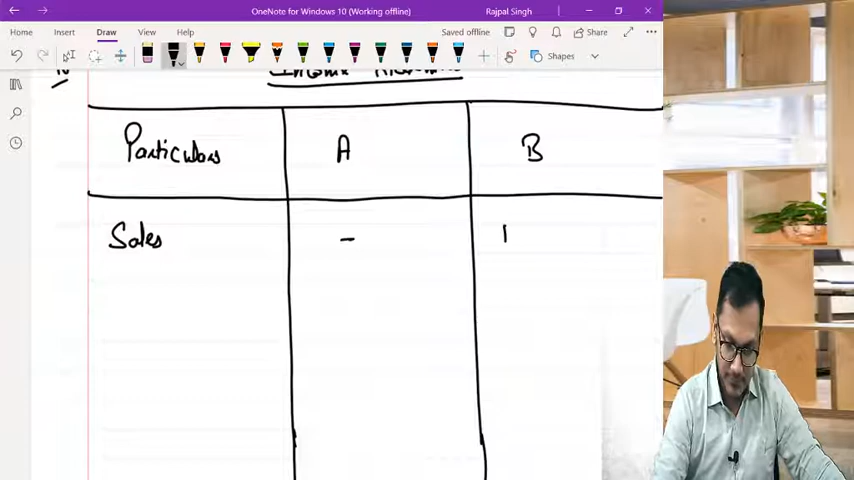 OneNote for Windows 10 (Working offline)
Rajpal Singh
Home Insert Draw View Help
Saved offline
Share
Shapes
Income
Particulars A B
Sales -